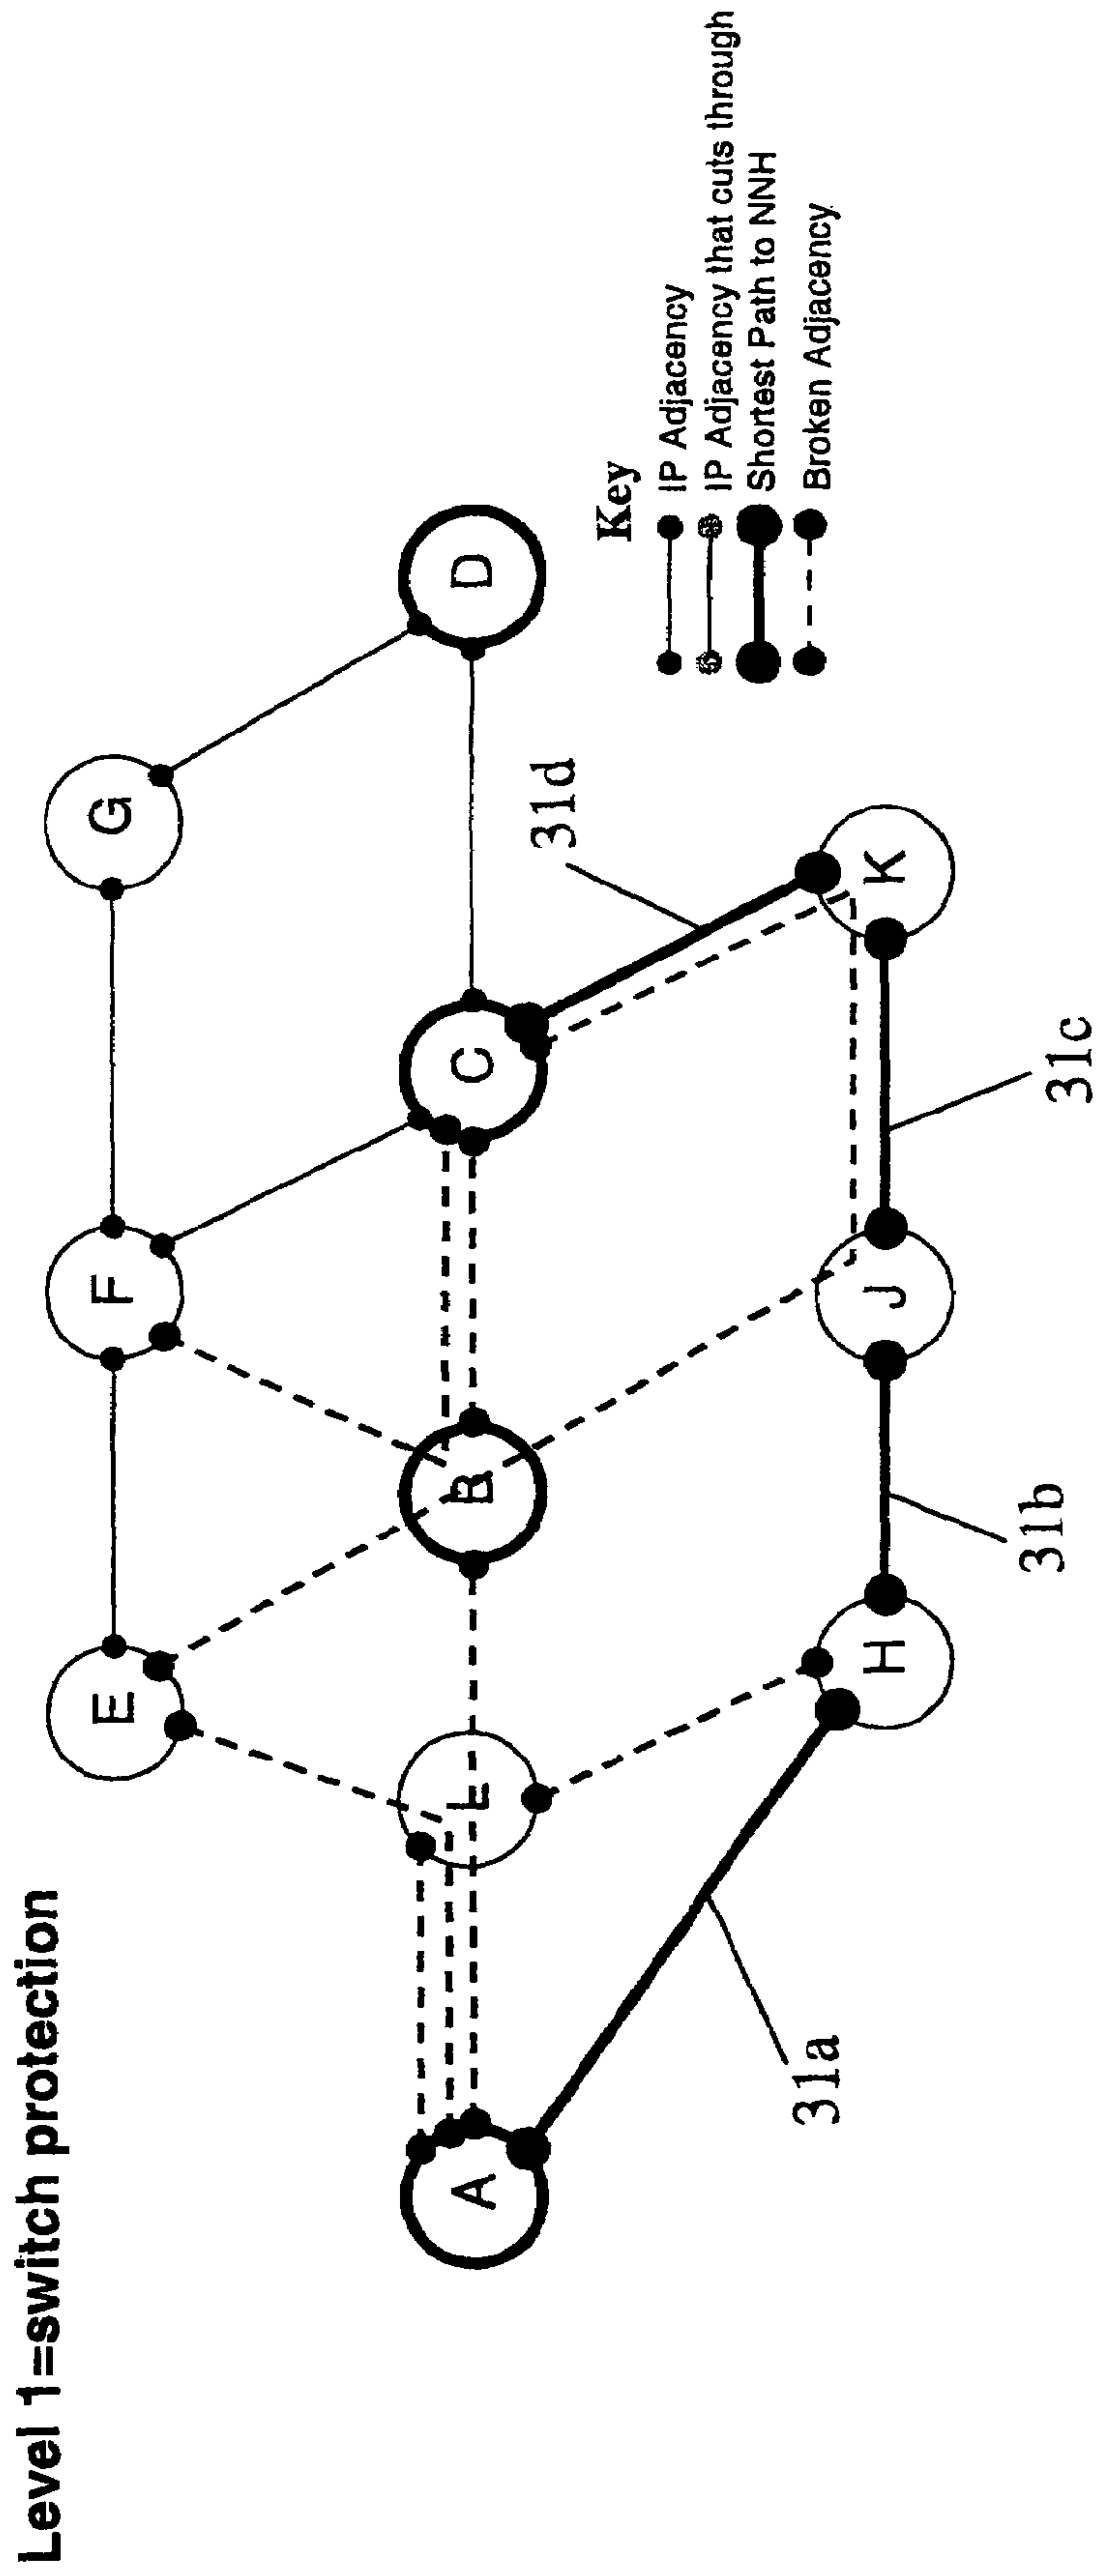 Level 1=switch protection
E
F
G
A
L
B
C
D
H
J
K
31a
31b
31c
31d
Key
IP Adjacency
IP Adjacency that cuts through
Shortest Path to NNH
Broken Adjacency